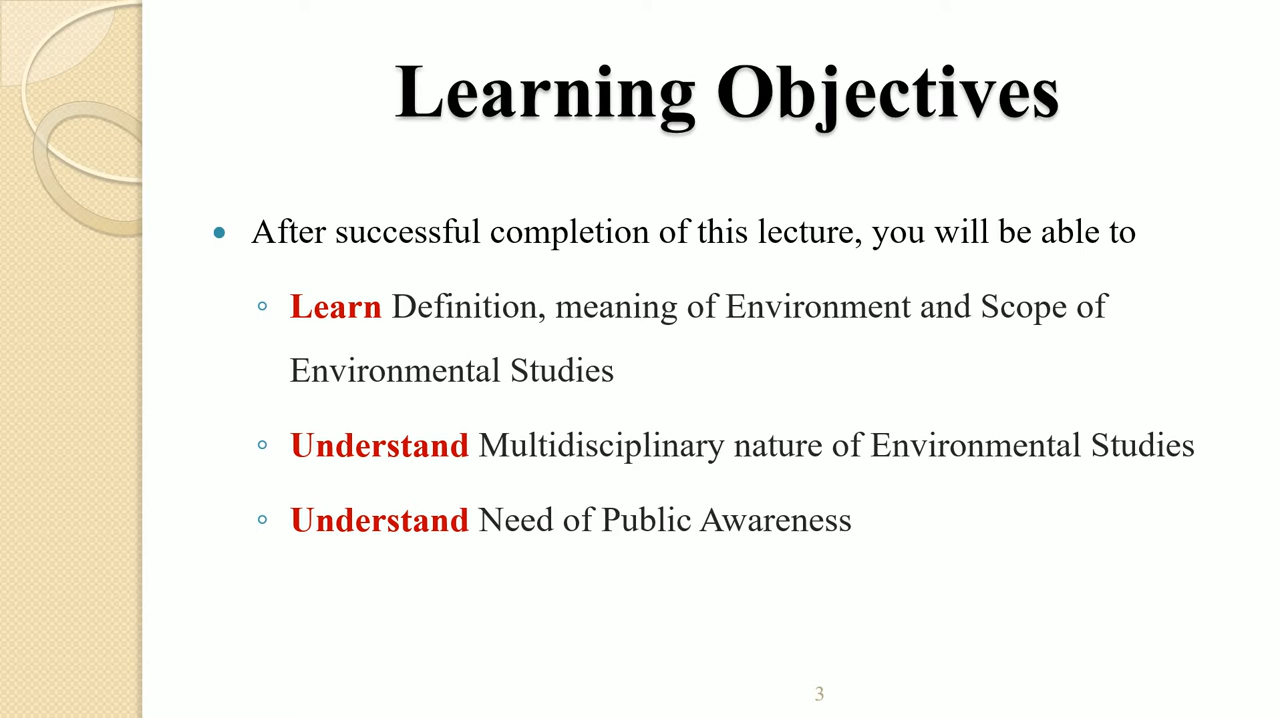 Learning Objectives
• After successful completion of this lecture, you will be able to
◦ Learn Definition, meaning of Environment and Scope of
Environmental Studies
◦ Understand Multidisciplinary nature of Environmental Studies
◦ Understand Need of Public Awareness
3